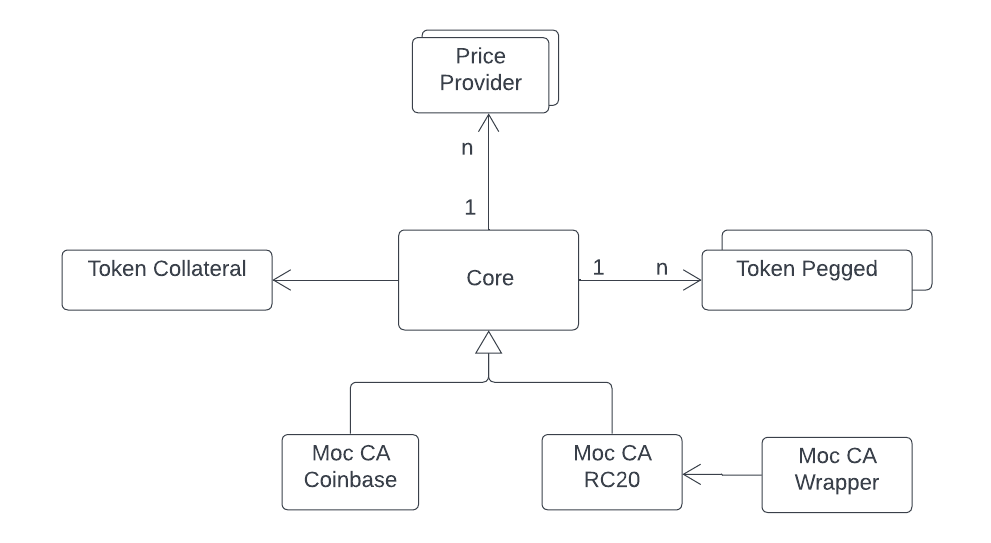 Price
Provider
n
1
Token Collateral
Core
1
n
Token Pegged
Moc CA
Coinbase
Moc CA
RC20
Moc CA
Wrapper